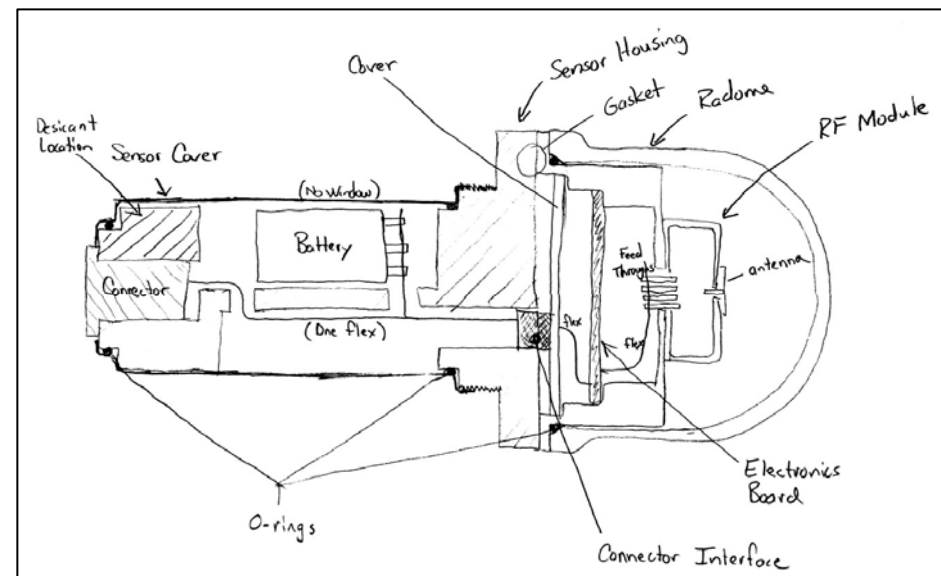 Cover
Sensor Housing
Gasket
Radome
RF Module
Desicant
Location
Sensor Cover
(No Window)
Battery
Connector
(One flex)
flex
Feed
Throughs
flex
antenna
Electronics
Board
O-rings
Connector Interface